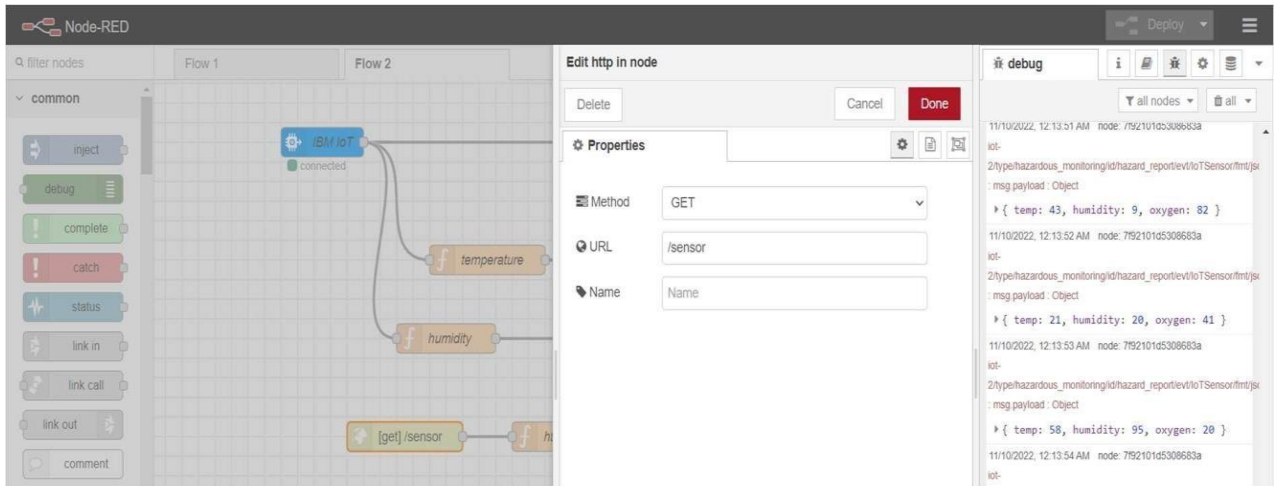 Node-RED
Deploy
filter nodes
Flow 1
Flow 2
Edit http in node
debug
i
common
Delete
Cancel
Done
all nodes
all
inject
debug
complete
catch
status
link in
link call
link out
comment
IBM IoT
connected
temperature
humidity
[get] /sensor
f
f
f
Properties
Method
GET
URL
/sensor
Name
Name
11/10/2022, 12:13:51 AM node: 7f92101d5308683a
iot-
2/type/hazardous_monitoring/id/hazard_report/evt/IoTSensor/fmt/jsc
: msg.payload : Object
{ temp: 43, humidity: 9, oxygen: 82 }
11/10/2022, 12:13:52 AM node: 7f92101d5308683a
iot-
2/type/hazardous_monitoring/id/hazard_report/evt/IoTSensor/fmt/jsc
: msg.payload : Object
{ temp: 21, humidity: 20, oxygen: 41 }
11/10/2022, 12:13:53 AM node: 7f92101d5308683a
iot-
2/type/hazardous_monitoring/id/hazard_report/evt/IoTSensor/fmt/jsc
: msg.payload : Object
{ temp: 58, humidity: 95, oxygen: 20 }
11/10/2022, 12:13:54 AM node: 7f92101d5308683a
iot-